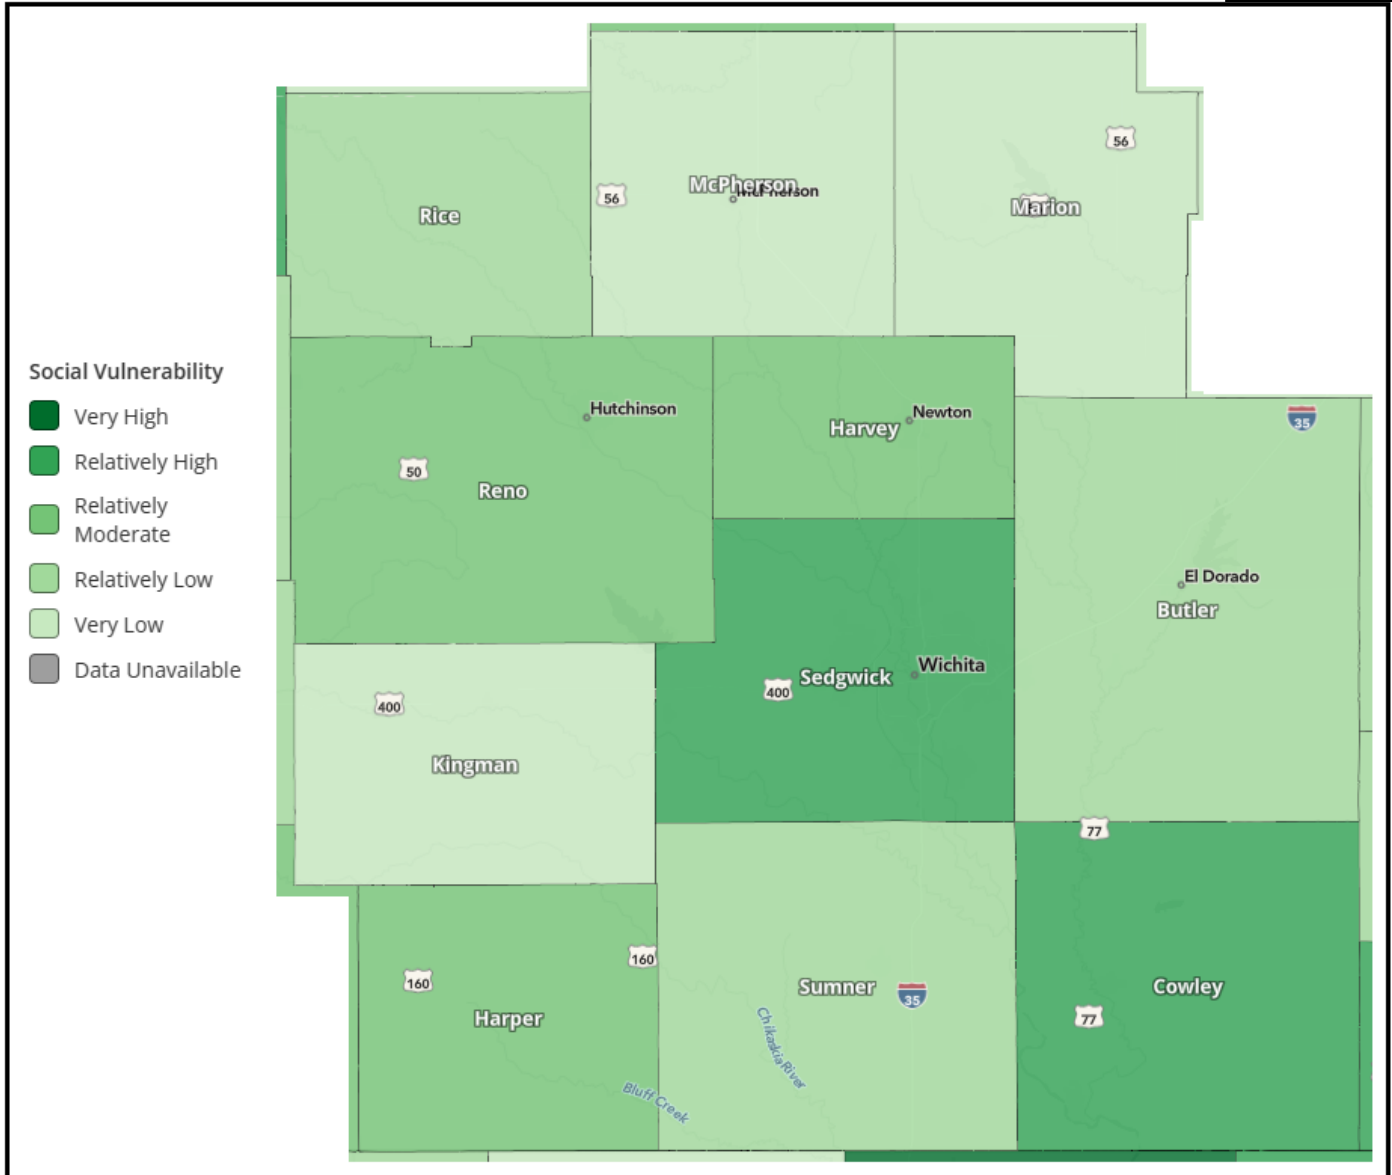 56
McPherson
McPherson
56
Rice
Marion
Social Vulnerability
Very High
Relatively High
Relatively
Moderate
Relatively Low
Very Low
Data Unavailable
Hutchinson
Newton
35
Harvey
50
Reno
El Dorado
Butler
Wichita
Sedgwick
400
400
Kingman
77
160
160
Sumner
35
Cowley
Harper
77
Chikaskia River
Bluff Creek